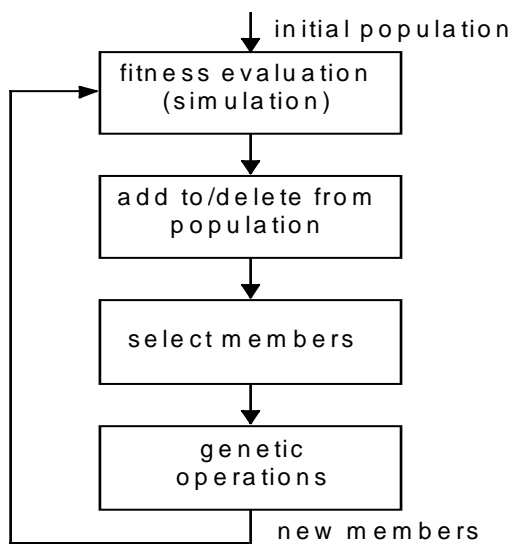 initial population
fitness evaluation
(simulation)
add to/delete from
population
select members
genetic
operations
new members